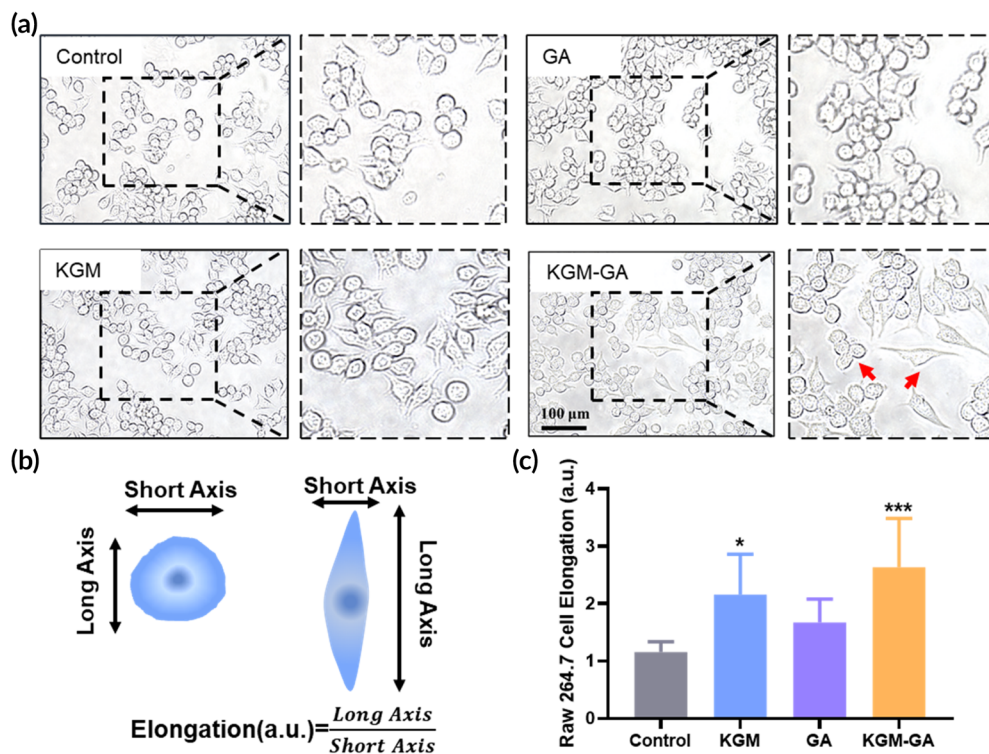 (a)
Control
GA
KGM
KGM-GA
100 µm
(b)
Short Axis
Long Axis
Short Axis
Long Axis
Elongation(a.u.)=Long Axis
Short Axis
(c)
Raw 264.7 Cell Elongation (a.u.)
4
3
2
1
0
*
***
Control KGM GA KGM-GA